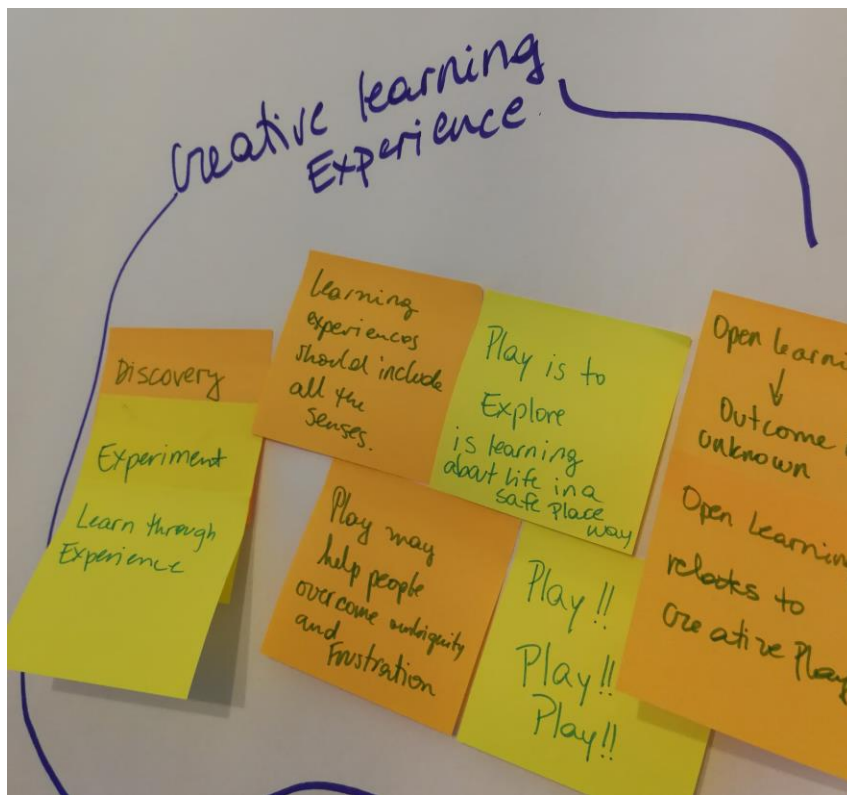 Creative learning
Experience
Discovery
Experiment
Learn through
Experience
Learning
experiences
should include
all the
senses.
Play is to
Explore
is learning
about life in a
safe place
way
Open learni
↓
Outcome
unknown
Open Learning
relates to
creative Play
Play may
help people
overcome ambiguity
and
Frustration
Play!!
Play!!
Play!!